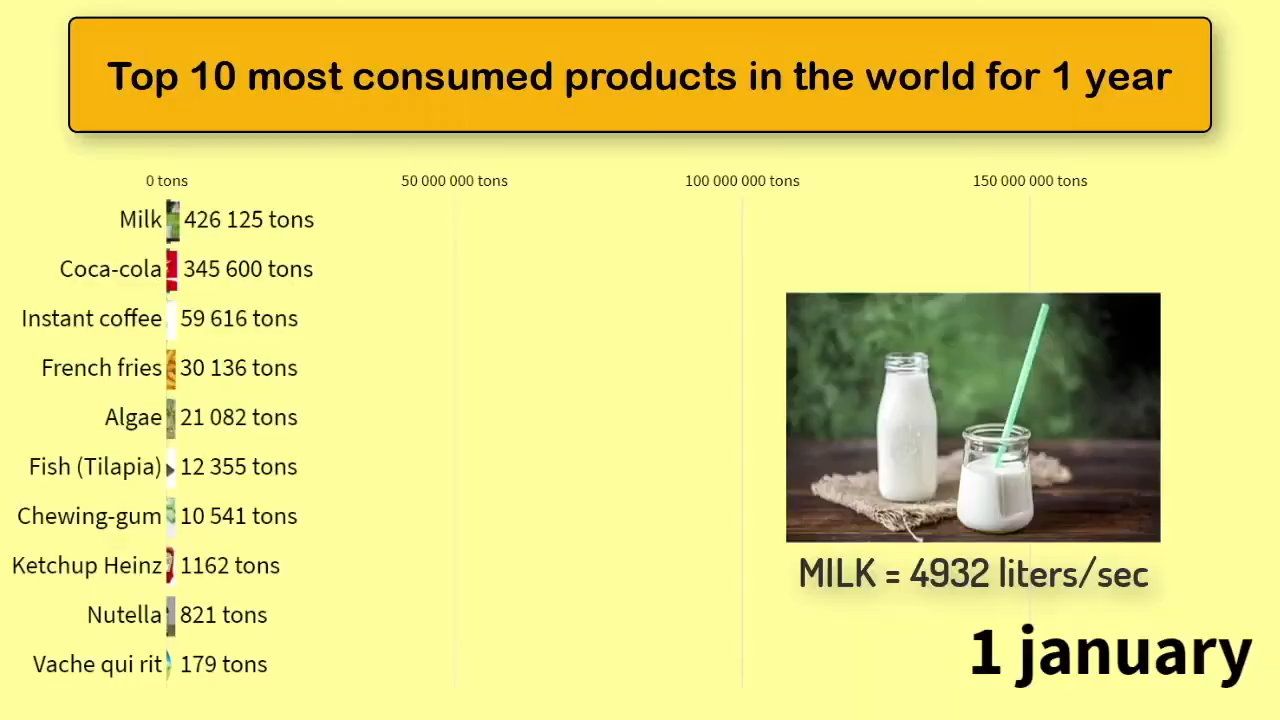 Top 10 most consumed products in the world for 1 year
0 tons 50 000 000 tons 100 000 000 tons 150 000 000 tons
Milk 426 125 tons
Coca-cola 345 600 tons
Instant coffee 59 616 tons
French fries 30 136 tons
Algae 21 082 tons
Fish (Tilapia) 12 355 tons
Chewing-gum 10 541 tons
Ketchup Heinz 1162 tons
Nutella 821 tons
Vache qui rit 179 tons
MILK = 4932 liters/sec
1 january